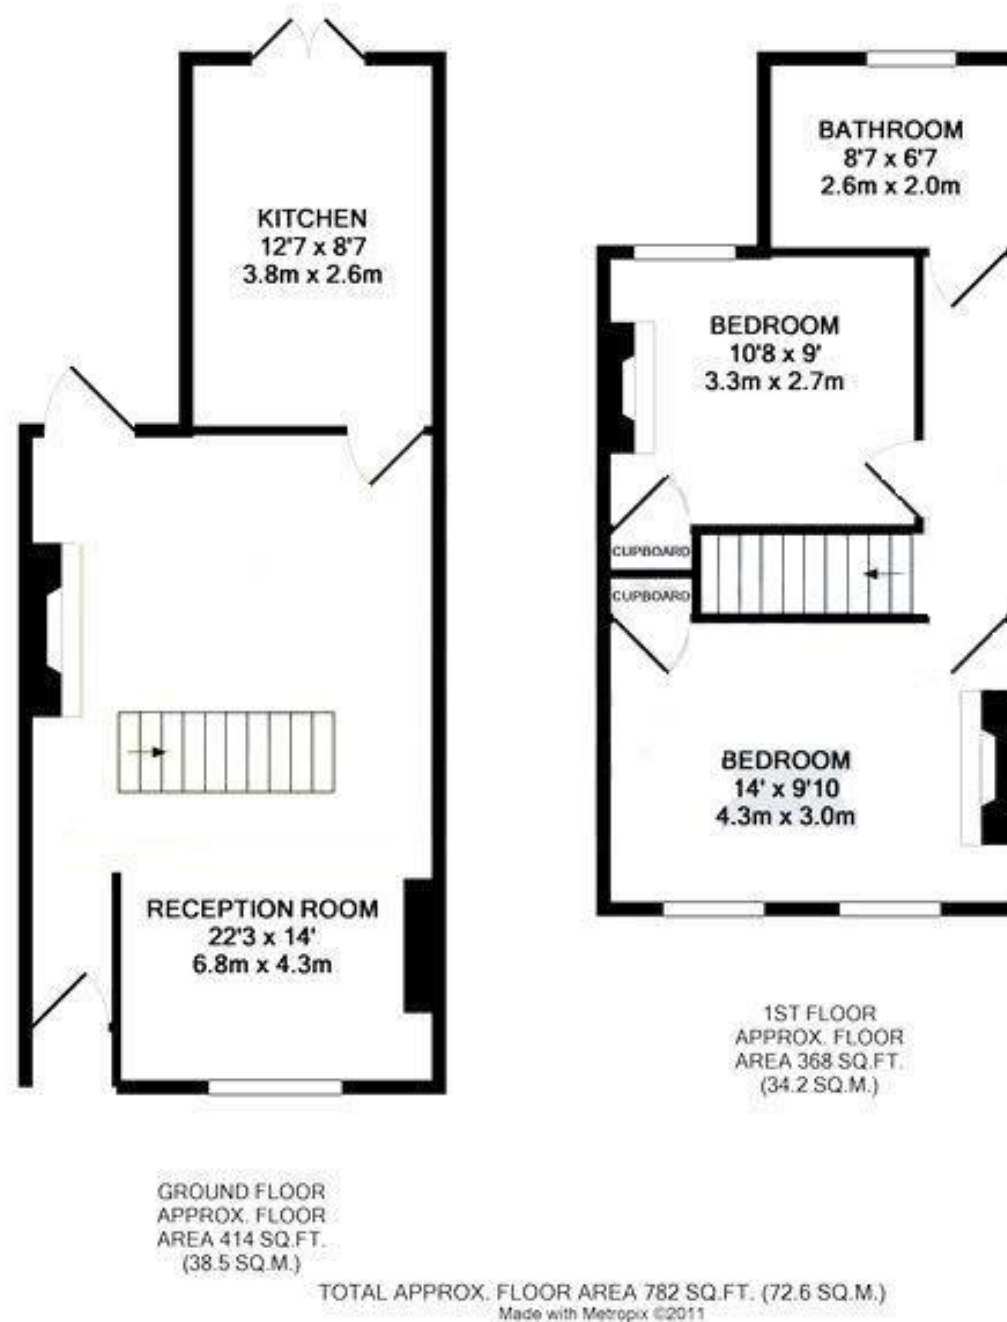 KITCHEN
12'7 x 8'7
3.8m x 2.6m
RECEPTION ROOM
22'3 x 14'
6.8m x 4.3m
GROUND FLOOR
APPROX. FLOOR
AREA 414 SQ.FT.
(38.5 SQ.M.)
BATHROOM
8'7 x 6'7
2.6m x 2.0m
BEDROOM
10'8 x 9'
3.3m x 2.7m
CUPBOARD
CUPBOARD
BEDROOM
14' x 9'10
4.3m x 3.0m
1ST FLOOR
APPROX. FLOOR
AREA 368 SQ.FT.
(34.2 SQ.M.)
TOTAL APPROX. FLOOR AREA 782 SQ.FT. (72.6 SQ.M.)
Made with Metropix ©2011